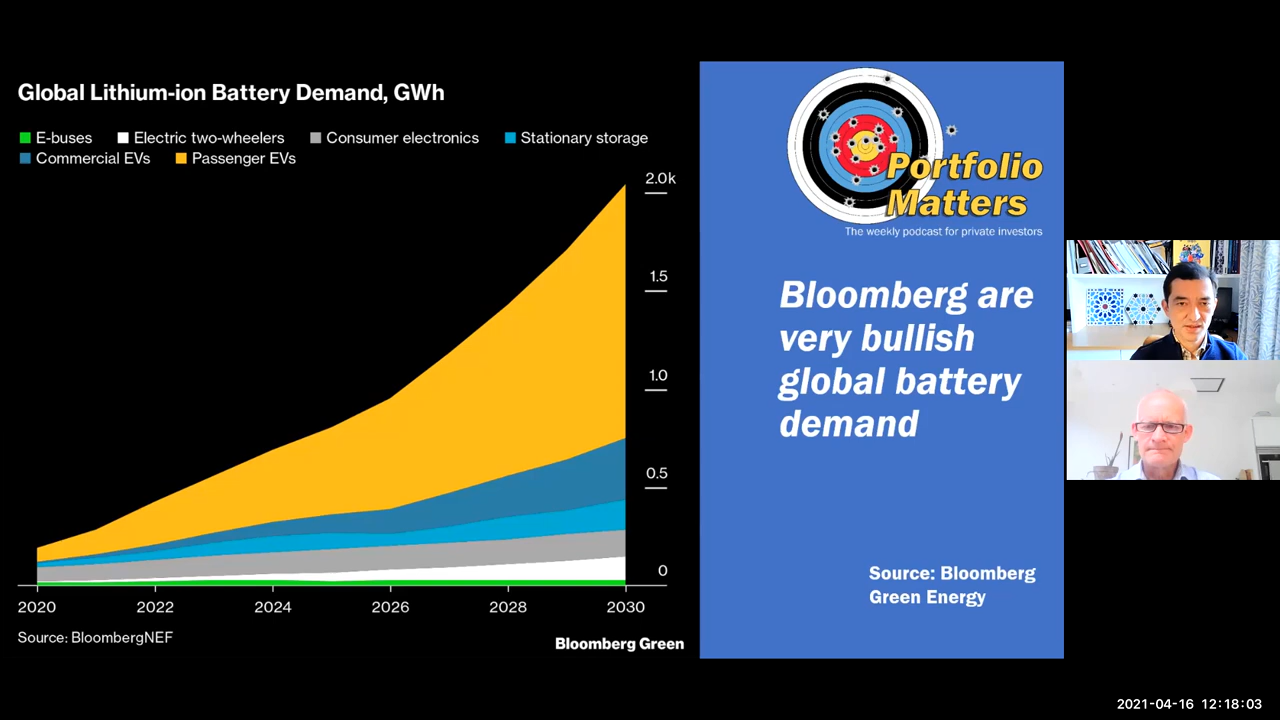 Global Lithium-ion Battery Demand, GWh
E-buses Electric two-wheelers Consumer electronics Stationary storage
Commercial EVs Passenger EVs
2.0k
1.5
1.0
0.5
0
2020 2022 2024 2026 2028 2030
Source: BloombergNEF
Bloomberg Green
Portfolio
Matters
The weekly podcast for private investors
Bloomberg are
very bullish
global battery
demand
Source: Bloomberg
Green Energy
2021-04-16 12:18:03